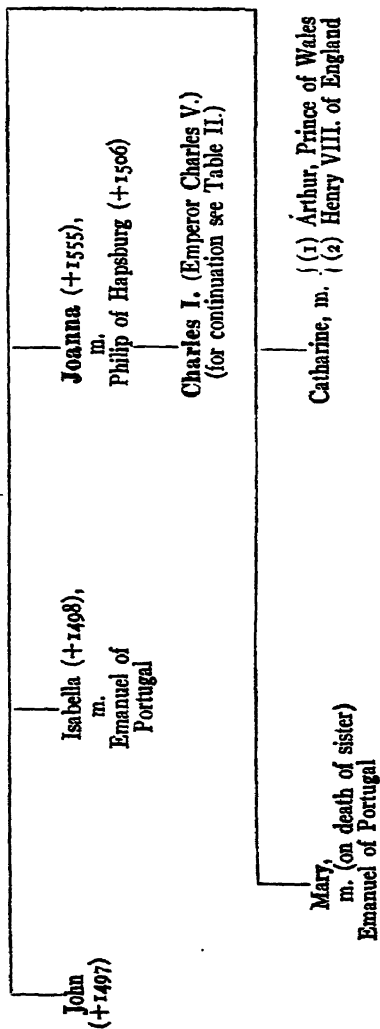 John
(+1497)
Isabella (+1498),
m.
Emanuel of
Portugal
Joanna (+1555),
m.
Philip of Hapsburg (+1506)
Charles I. (Emperor Charles V.)
(for continuation see Table II.)
Mary,
m. (on death of sister)
Emanuel of Portugal
Catharine, m. { (1) Arthur, Prince of Wales
(2) Henry VIII. of England